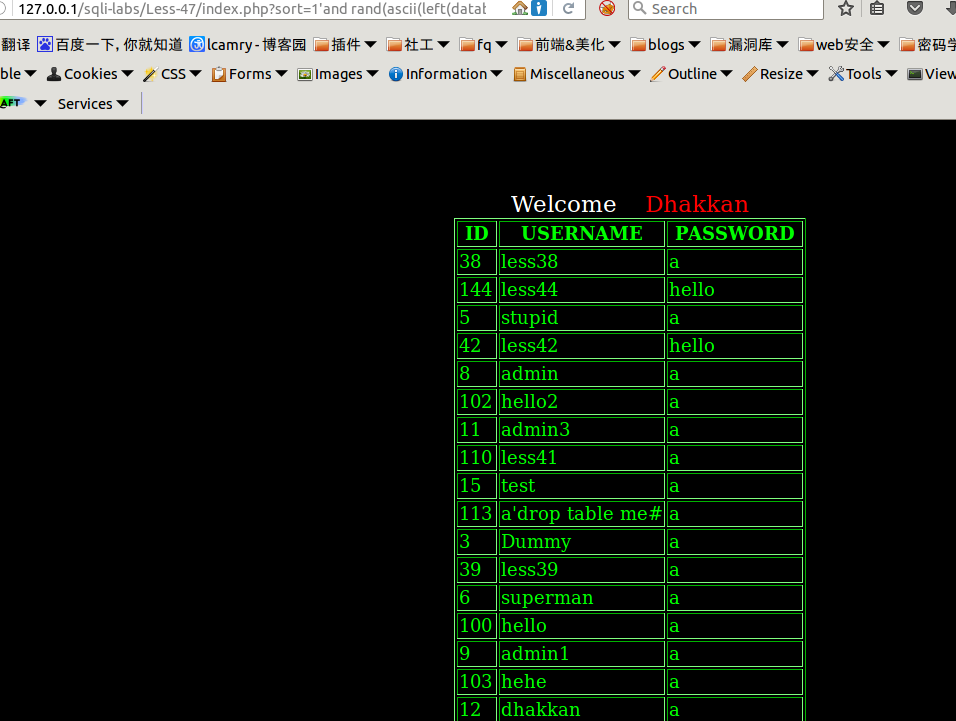 127.0.0.1/sqli-labs/Less-47/index.php?sort=1'and rand(ascii(left(datab Search
翻译 百度一下,你就知道 lcamry - 博客园 插件 社工 fq 前端&美化 blogs 漏洞库 web安全 密码学
ble Cookies CSS Forms Images Information Miscellaneous Outline Resize Tools View
AFT Services
Welcome Dhakkan
ID USERNAME PASSWORD
38 less38 a
144 less44 hello
5 stupid a
42 less42 hello
8 admin a
102 hello2 a
11 admin3 a
110 less41 a
15 test a
113 a'drop table me# a
3 Dummy a
39 less39 a
6 superman a
100 hello a
9 admin1 a
103 hehe a
12 dhakkan a